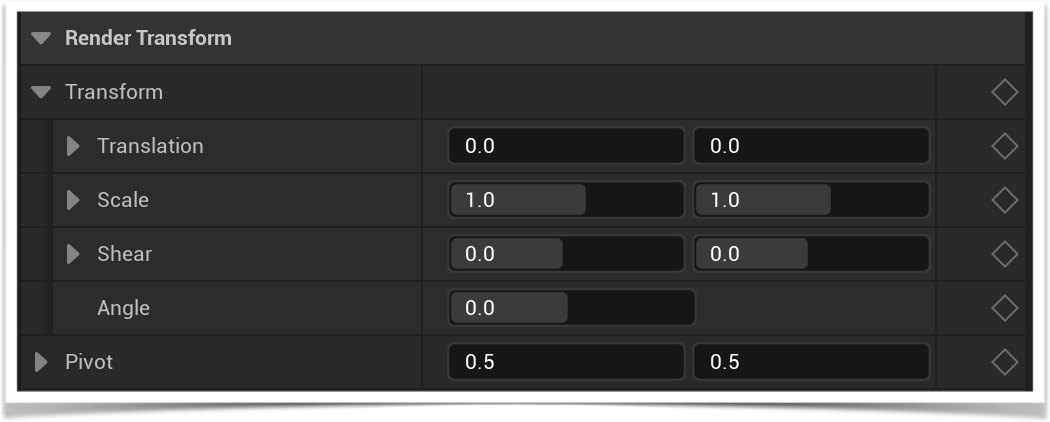 Render Transform
Transform
Translation 0.0 0.0
Scale 1.0 1.0
Shear 0.0 0.0
Angle 0.0
Pivot 0.5 0.5